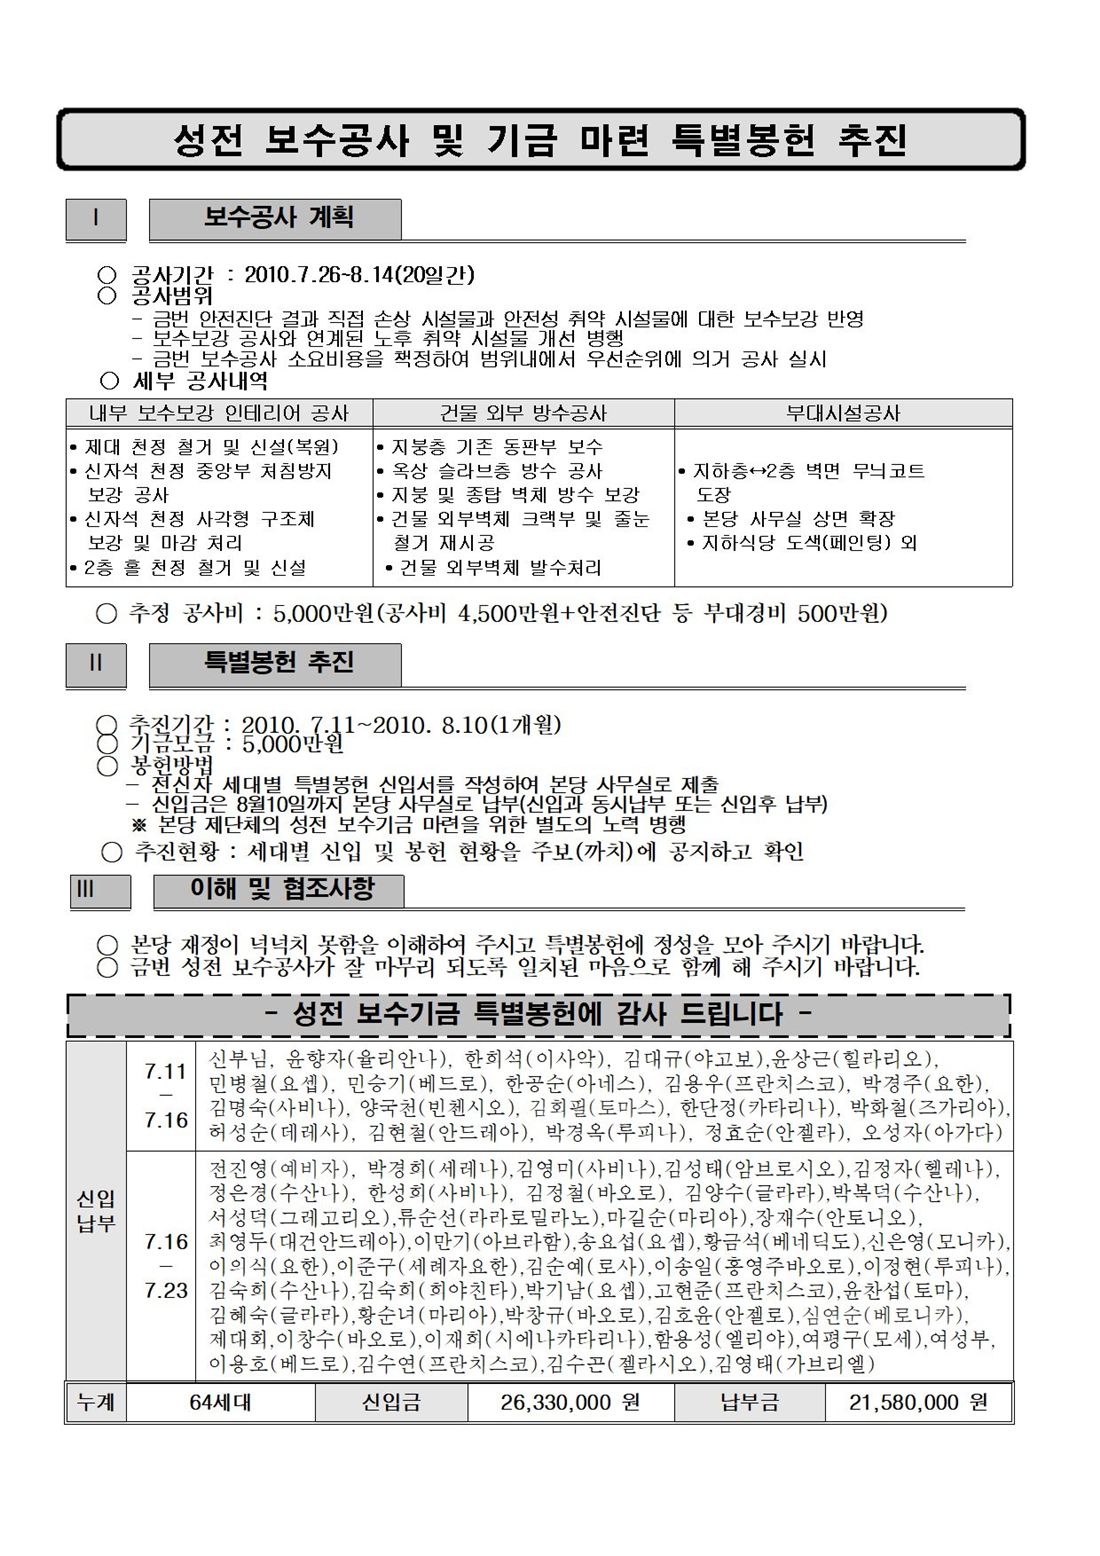 성전 보수공사 및 기금 마련 특별봉헌 추진
Ⅰ 보수공사 계획
○ 공사기간 : 2010.7.26~8.14(20일간)
○ 공사범위
- 금번 안전진단 결과 직접 손상 시설물과 안전성 취약 시설물에 대한 보수보강 반영
- 보수보강 공사와 연계된 노후 취약 시설물 개선 병행
- 금번 보수공사 소요비용을 책정하여 범위내에서 우선순위에 의거 공사 실시
○ 세부 공사내역
내부 보수보강 인테리어 공사
• 제대 천정 철거 및 신설(복원)
• 신자석 천정 중앙부 처침방지
보강 공사
• 신자석 천정 사각형 구조체
보강 및 마감 처리
• 2층 홀 천정 철거 및 신설
건물 외부 방수공사
• 지붕층 기존 동판부 보수
• 옥상 슬라브층 방수 공사
• 지붕 및 종탑 벽체 방수 보강
• 건물 외부벽체 크랙부 및 줄눈
철거 재시공
• 건물 외부벽체 발수처리
부대시설공사
• 지하층↔2층 벽면 무늬코트
도장
• 본당 사무실 상면 확장
• 지하식당 도색(페인팅) 외
○ 추정 공사비 : 5,000만원(공사비 4,500만원+안전진단 등 부대경비 500만원)
Ⅱ 특별봉헌 추진
○ 추진기간 : 2010. 7.11~2010. 8.10(1개월)
○ 기금모금 : 5,000만원
○ 봉헌방법
- 전신자 세대별 특별봉헌 신입서를 작성하여 본당 사무실로 제출
- 신입금은 8월10일까지 본당 사무실로 납부(신입과 동시납부 또는 신입후 납부)
※ 본당 제단체의 성전 보수기금 마련을 위한 별도의 노력 병행
○ 추진현황 : 세대별 신입 및 봉헌 현황을 주보(까치)에 공지하고 확인
Ⅲ 이해 및 협조사항
○ 본당 재정이 넉넉치 못함을 이해하여 주시고 특별봉헌에 정성을 모아 주시기 바랍니다.
○ 금번 성전 보수공사가 잘 마무리 되도록 일치된 마음으로 함께 해 주시기 바랍니다.
- 성전 보수기금 특별봉헌에 감사 드립니다 -
신입
납부
7.11
-
7.16
신부님, 윤향자(율리안나), 한희석(이사악), 김대규(야고보),윤상근(힐라리오),
민병철(요셉), 민승기(베드로), 한공순(아네스), 김용우(프란치스코), 박경주(요한),
김명숙(사비나), 양국천(빈첸시오), 김회필(토마스), 한단정(카타리나), 박화철(즈가리아),
허성순(데레사), 김현철(안드레아), 박경옥(루피나), 정효순(안젤라), 오성자(아가다)
7.16
-
7.23
전진영(예비자), 박경희(세레나),김영미(사비나),김성태(암브로시오),김정자(헬레나),
정은경(수산나), 한성희(사비나), 김정철(바오로), 김양수(글라라),박복덕(수산나),
서성덕(그레고리오),류순선(라라로밀라노),마길순(마리아),장재수(안토니오),
최영두(대건안드레아),이만기(아브라함),송요섭(요셉),황금석(베네딕도),신은영(모니카),
이의식(요한),이준구(세례자요한),김순예(로사),이송일(홍영주바오로),이정현(루피나),
김숙희(수산나),김숙희(희야친타),박기남(요셉),고현준(프란치스코),윤찬섭(토마),
김혜숙(글라라),황순녀(마리아),박창규(바오로),김호윤(안젤로),심연순(베로니카),
제대회,이창수(바오로),이재희(시에나카타리나),함용성(엘리야),여평구(모세),여성부,
이용호(베드로),김수연(프란치스코),김수곤(젤라시오),김영태(가브리엘)
누계 64세대 신입금 26,330,000 원 납부금 21,580,000 원